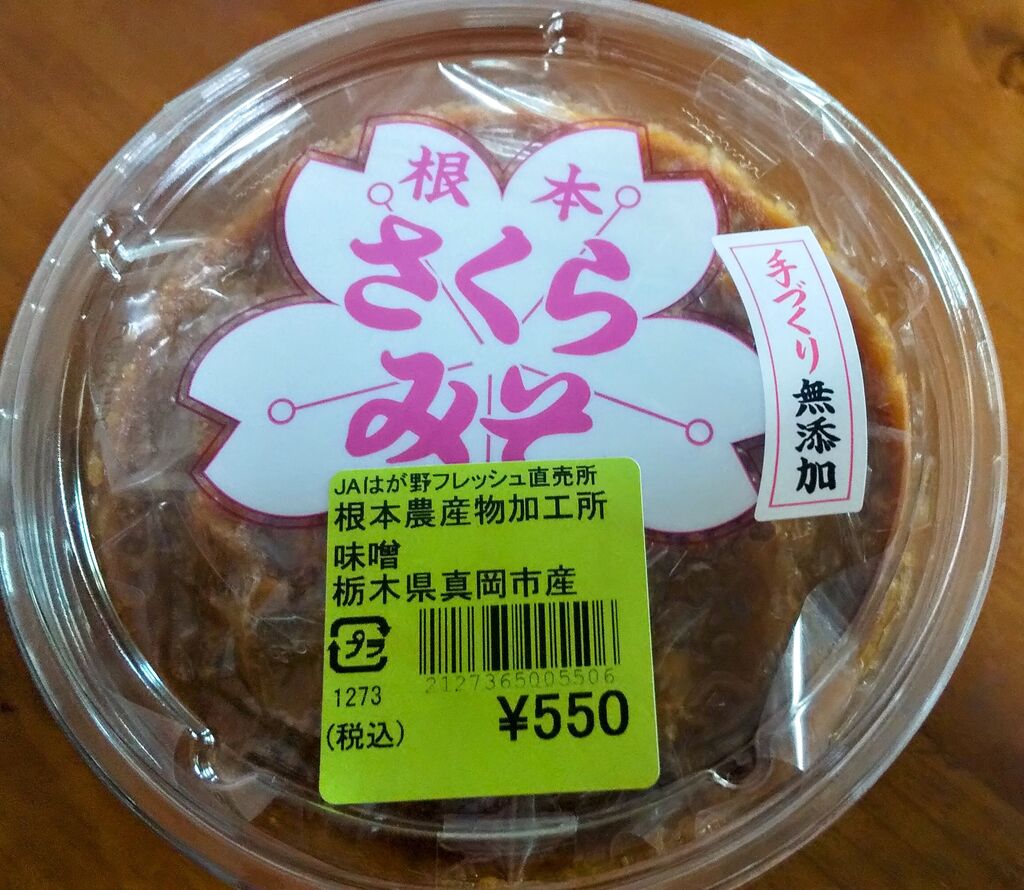 根本
さくら
みそ
手づくり無添加
JAはが野フレッシュ直売所
根本農産物加工所
味噌
栃木県真岡市産
プラ
2127365005506
1273
¥550
(税込)